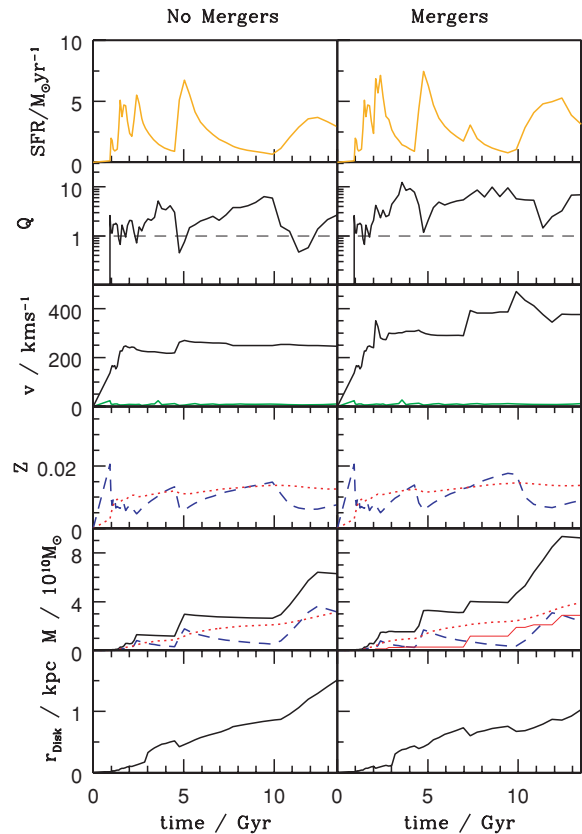 No Mergers Mergers
SFR/M⊙yr⁻¹
10
5
0
Q
10
1
v / kms⁻¹
400
200
0
Z
0.02
0
M / 10¹⁰M⊙
8
4
0
r_Disk / kpc
1
0
0 5 10 0 5 10
time / Gyr time / Gyr